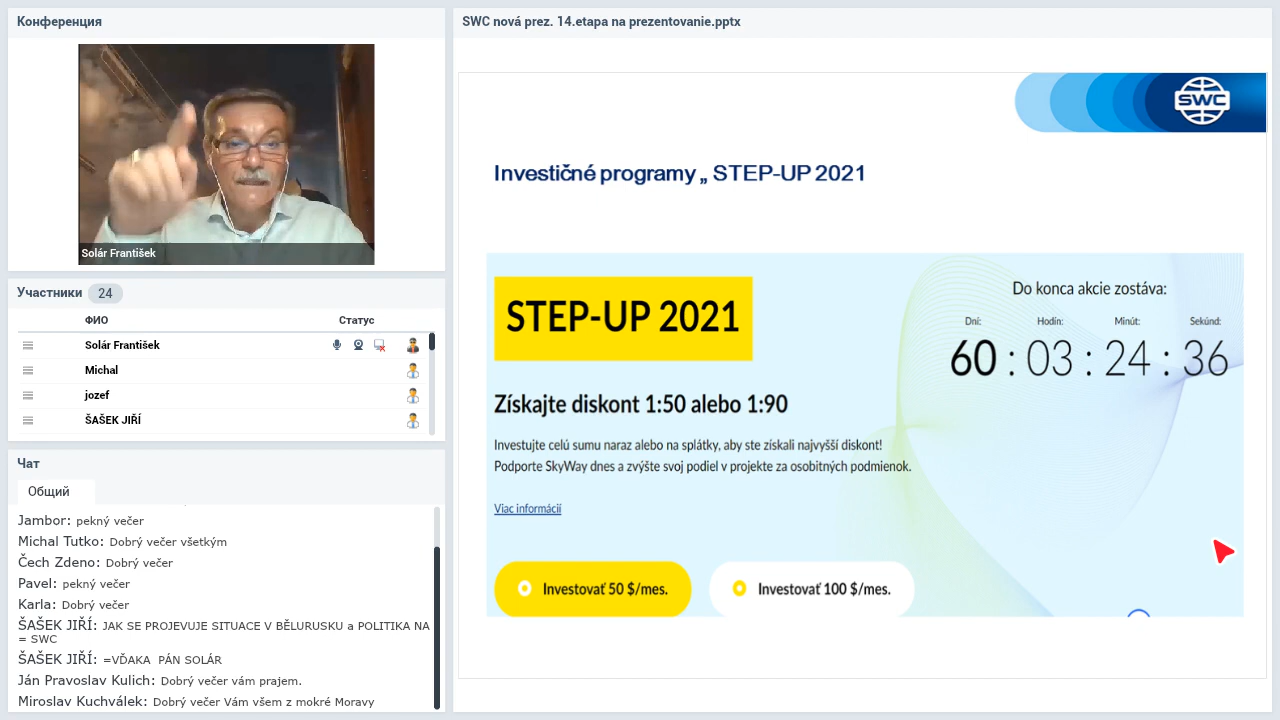 Конференция
Solár František
Участники 24
ФИО Статус
Solár František
Michal
jozef
ŠAŠEK JIŘÍ
Чат
Общий
Jambor: pekný večer
Michal Tutko: Dobrý večer všetkým
Čech Zdeno: Dobrý večer
Pavel: pekný večer
Karla: Dobrý večer
ŠAŠEK JIŘÍ: JAK SE PROJEVUJE SITUACE V BĚLURUSKU a POLITIKA NA
= SWC
ŠAŠEK JIŘÍ: =VĎAKA PÁN SOLÁR
Ján Pravoslav Kulich: Dobrý večer vám prajem.
Miroslav Kuchválek: Dobrý večer Vám všem z mokré Moravy
SWC nová prez. 14.etapa na prezentovanie.pptx
SWC
Investičné programy „ STEP-UP 2021
STEP-UP 2021
Do konca akcie zostáva:
Dní: Hodín: Minút: Sekúnd:
60 : 03 : 24 : 36
Získajte diskont 1:50 alebo 1:90
Investujte celú sumu naraz alebo na splátky, aby ste získali najvyšší diskont!
Podporte SkyWay dnes a zvýšte svoj podiel v projekte za osobitných podmienok.
Viac informácií
Investovať 50 $/mes. Investovať 100 $/mes.